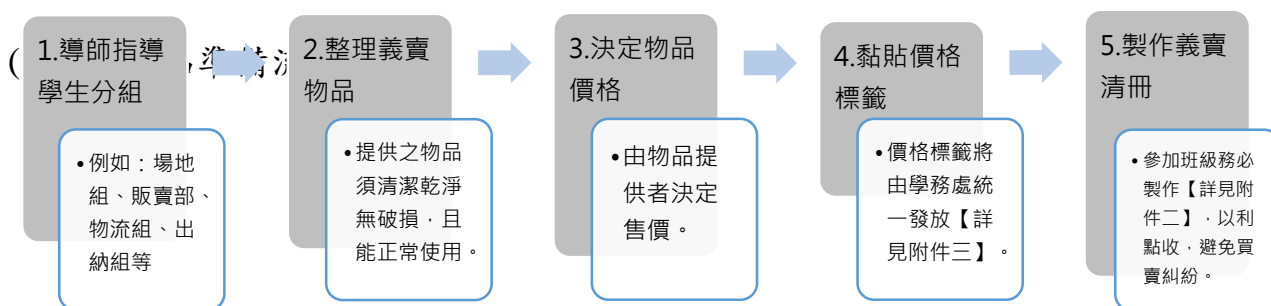 (
準備流
1.導師指導
學生分組
•例如：場地
組、販賣部、
物流組、出
納組等
2.整理義賣
物品
•提供之物品
須清潔乾淨
無破損，且
能正常使用。
3.決定物品
價格
•由物品提
供者決定
售價。
4.黏貼價格
標籤
•價格標籤將
由學務處統
一發放【詳
見附件三】。
5.製作義賣
清冊
•參加班級務必
製作【詳見附
件二】，以利
點收，避免買
賣糾紛。